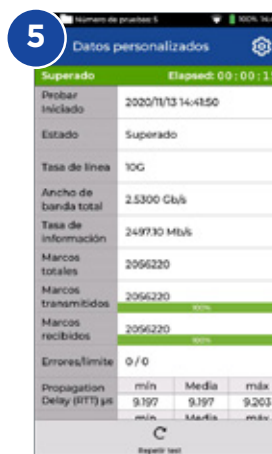 5
Número de pruebas: 5
100%
Datos personalizados
Superado Elapsed: 00:00:1
Probar Iniciado 2020/11/13 14:41:50
Estado Superado
Tasa de línea 10G
Ancho de banda total 2.5300 Gb/s
Tasa de información 2497.10 Mb/s
Marcos totales 2056220
Marcos transmitidos 2056220
100%
Marcos recibidos 2056220
100%
Errores/límite 0/0
Propagation Delay (RTT) µs
mín Media máx
9.197 9.197 9.203
mín Media máx
Repetir test